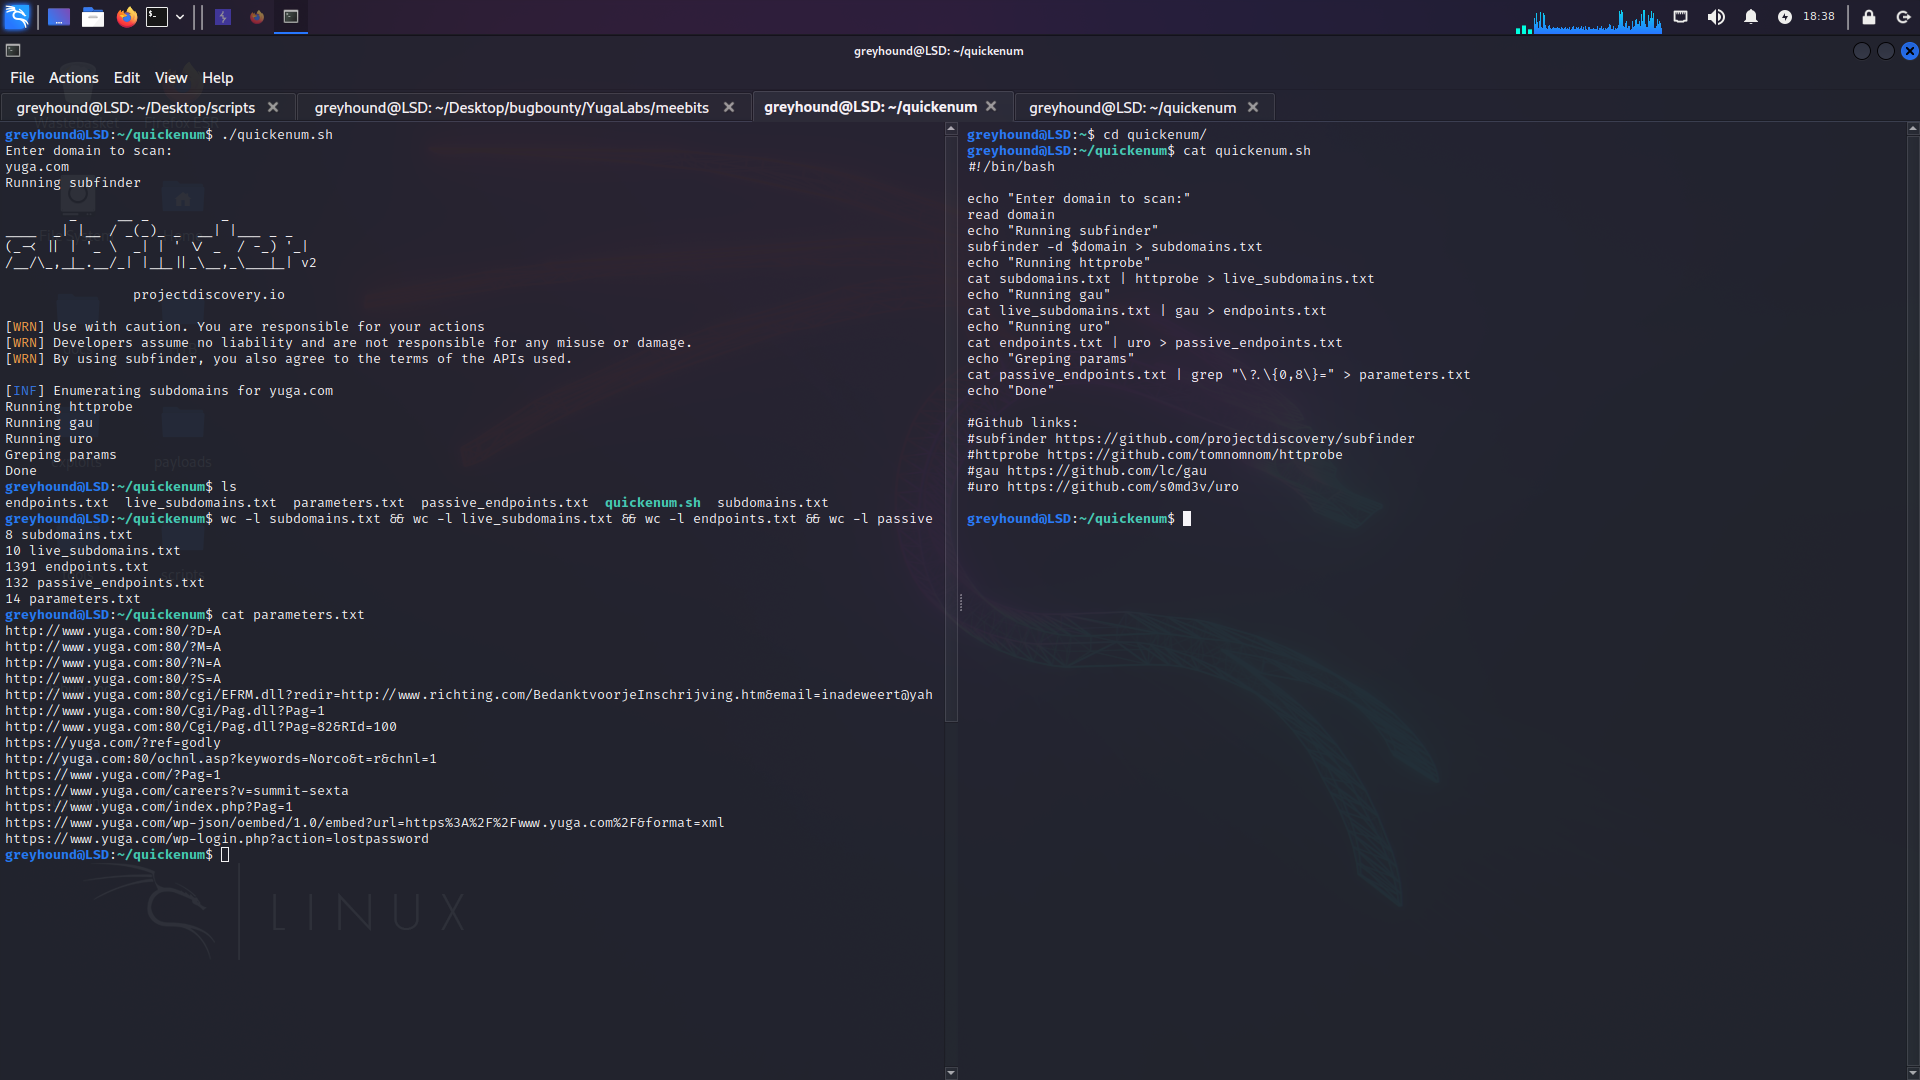 18:38
greyhound@LSD: ~/quickenum
File Actions Edit View Help
greyhound@LSD: ~/Desktop/scripts
greyhound@LSD: ~/Desktop/bugbounty/YugaLabs/meebits
greyhound@LSD: ~/quickenum
greyhound@LSD: ~/quickenum
greyhound@LSD:~/quickenum$ ./quickenum.sh
Enter domain to scan:
yuga.com
Running subfinder
v2
projectdiscovery.io
[WRN] Use with caution. You are responsible for your actions
[WRN] Developers assume no liability and are not responsible for any misuse or damage.
[WRN] By using subfinder, you also agree to the terms of the APIs used.
[INF] Enumerating subdomains for yuga.com
Running httprobe
Running gau
Running uro
Greping params
Done
greyhound@LSD:~/quickenum$ ls
endpoints.txt live_subdomains.txt parameters.txt passive_endpoints.txt quickenum.sh subdomains.txt
greyhound@LSD:~/quickenum$ wc -l subdomains.txt && wc -l live_subdomains.txt && wc -l endpoints.txt && wc -l passive
8 subdomains.txt
10 live_subdomains.txt
1391 endpoints.txt
132 passive_endpoints.txt
14 parameters.txt
greyhound@LSD:~/quickenum$ cat parameters.txt
http://www.yuga.com:80/?D=A
http://www.yuga.com:80/?M=A
http://www.yuga.com:80/?N=A
http://www.yuga.com:80/?S=A
http://www.yuga.com:80/cgi/EFRM.dll?redir=http://www.richting.com/BedanktvoorjeInschrijving.htm&email=inadeweert@yah
http://www.yuga.com:80/Cgi/Pag.dll?Pag=1
http://www.yuga.com:80/Cgi/Pag.dll?Pag=82&RId=100
https://yuga.com/?ref=godly
http://yuga.com:80/ochnl.asp?keywords=Norco&t=r&chnl=1
https://www.yuga.com/?Pag=1
https://www.yuga.com/careers?v=summit-sexta
https://www.yuga.com/index.php?Pag=1
https://www.yuga.com/wp-json/oembed/1.0/embed?url=https%3A%2F%2Fwww.yuga.com%2F&format=xml
https://www.yuga.com/wp-login.php?action=lostpassword
greyhound@LSD:~/quickenum$
LINUX
greyhound@LSD:~$ cd quickenum/
greyhound@LSD:~/quickenum$ cat quickenum.sh
#!/bin/bash
echo "Enter domain to scan:"
read domain
echo "Running subfinder"
subfinder -d $domain > subdomains.txt
echo "Running httprobe"
cat subdomains.txt | httprobe > live_subdomains.txt
echo "Running gau"
cat live_subdomains.txt | gau > endpoints.txt
echo "Running uro"
cat endpoints.txt | uro > passive_endpoints.txt
echo "Greping params"
cat passive_endpoints.txt | grep "\?.\{0,8\}=" > parameters.txt
echo "Done"
#Github links:
#subfinder https://github.com/projectdiscovery/subfinder
#httprobe https://github.com/tomnomnom/httprobe
#gau https://github.com/lc/gau
#uro https://github.com/s0md3v/uro
greyhound@LSD:~/quickenum$